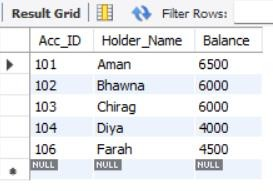 Result Grid Filter Rows:
Acc_ID Holder_Name Balance
101 Aman 6500
102 Bhawna 6000
103 Chirag 6000
104 Diya 4000
106 Farah 4500
NULL NULL NULL